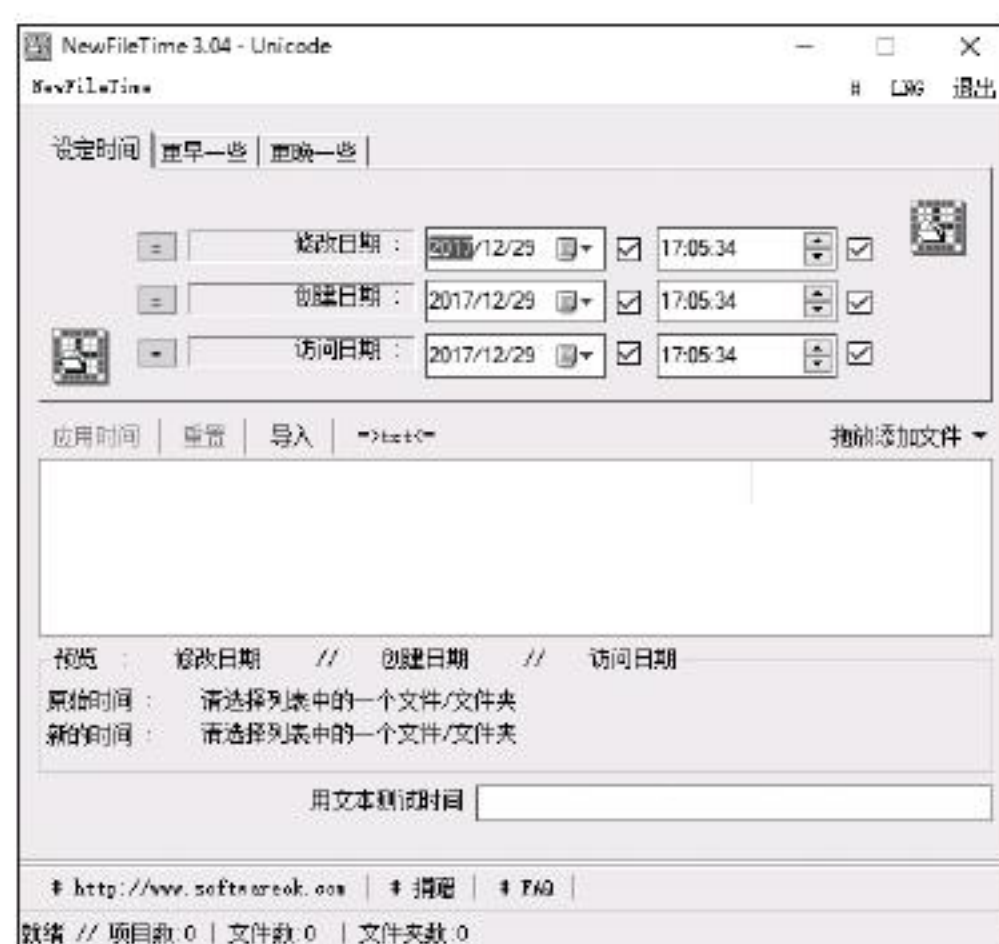 NewFileTime 3.04 - Unicode
NewFileTime # LNG 退出
设定时间 更早一些 更晚一些
= 修改日期 : 2017/12/29 17:05:34
= 创建日期 : 2017/12/29 17:05:34
= 访问日期 : 2017/12/29 17:05:34
应用时间 重置 导入 =>txt<= 拖放添加文件
预览 : 修改日期 // 创建日期 // 访问日期
原始时间 : 请选择列表中的一个文件/文件夹
新的时间 : 请选择列表中的一个文件/文件夹
用文本测试时间
# http://www.softwareok.com # 捐赠 # FAQ
就绪 // 项目数:0 | 文件数:0 | 文件夹数:0